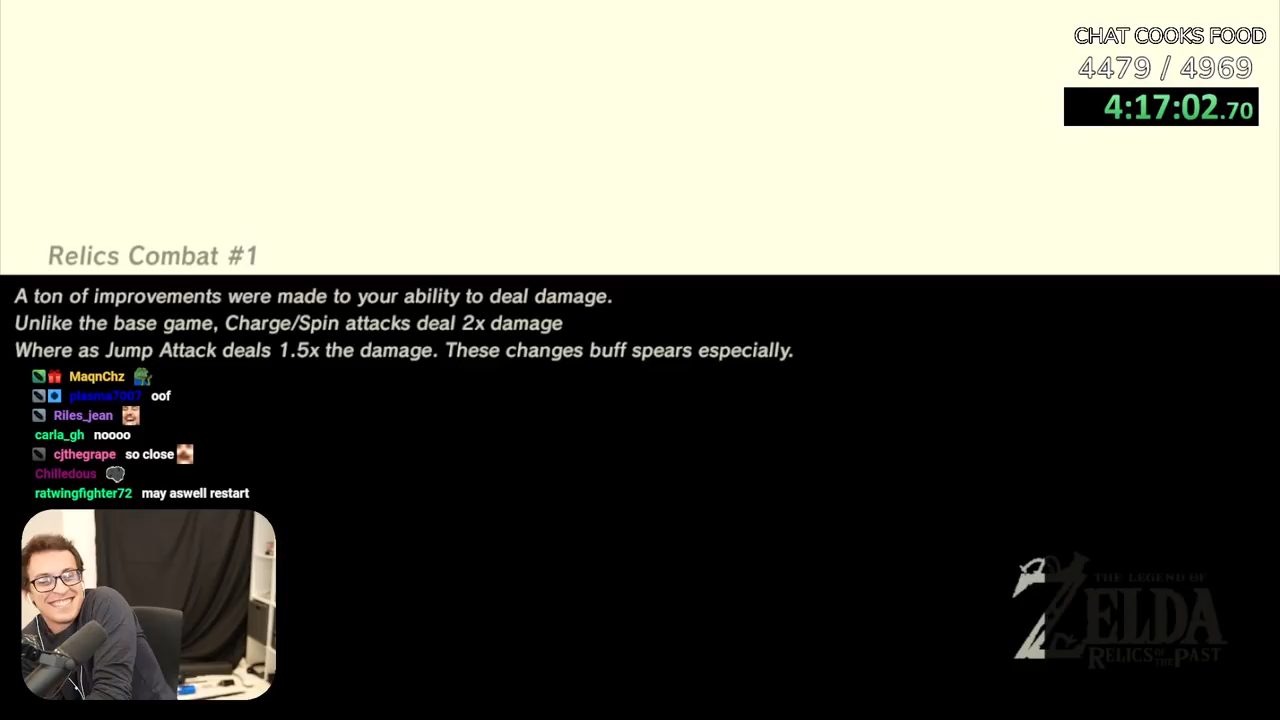 CHAT COOKS FOOD
4479 / 4969
4:17:02.70
Relics Combat #1
A ton of improvements were made to your ability to deal damage.
Unlike the base game, Charge/Spin attacks deal 2x damage
Where as Jump Attack deals 1.5x the damage. These changes buff spears especially.
MaqnChz
plasma7007 oof
Riles_jean
carla_gh noooo
cjthegrape so close
Chilledous
ratwingfighter72 may aswell restart
THE LEGEND OF
ZELDA
RELICS OF THE PAST